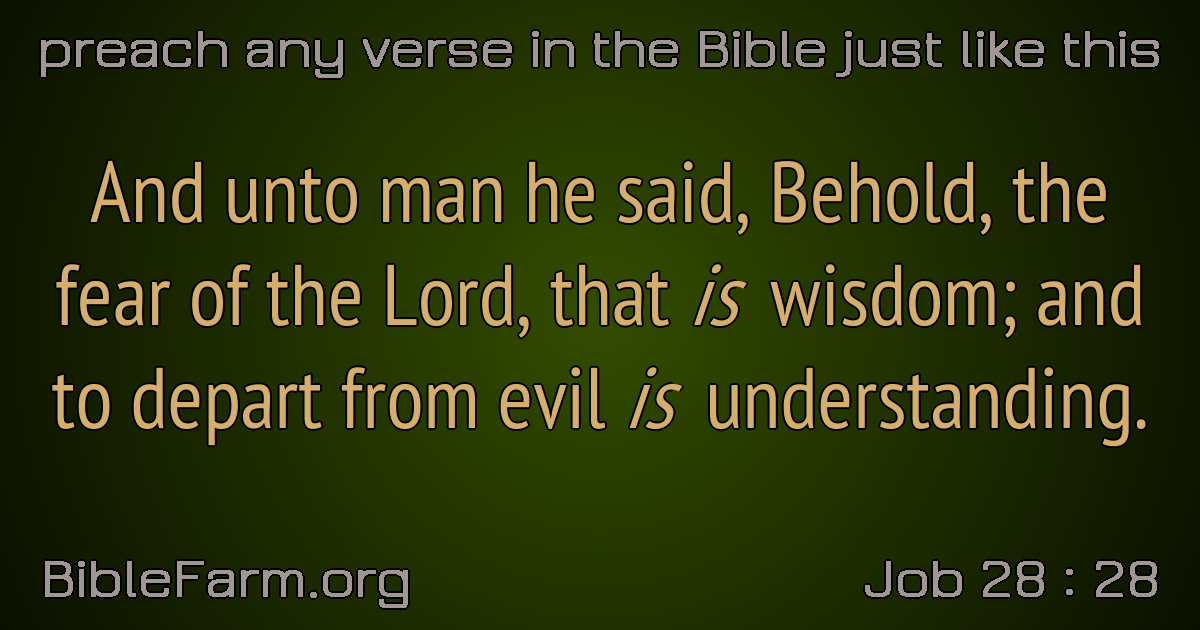 preach any verse in the Bible just like this
And unto man he said, Behold, the
fear of the Lord, that is wisdom; and
to depart from evil is understanding.
BibleFarm.org
Job 28 : 28